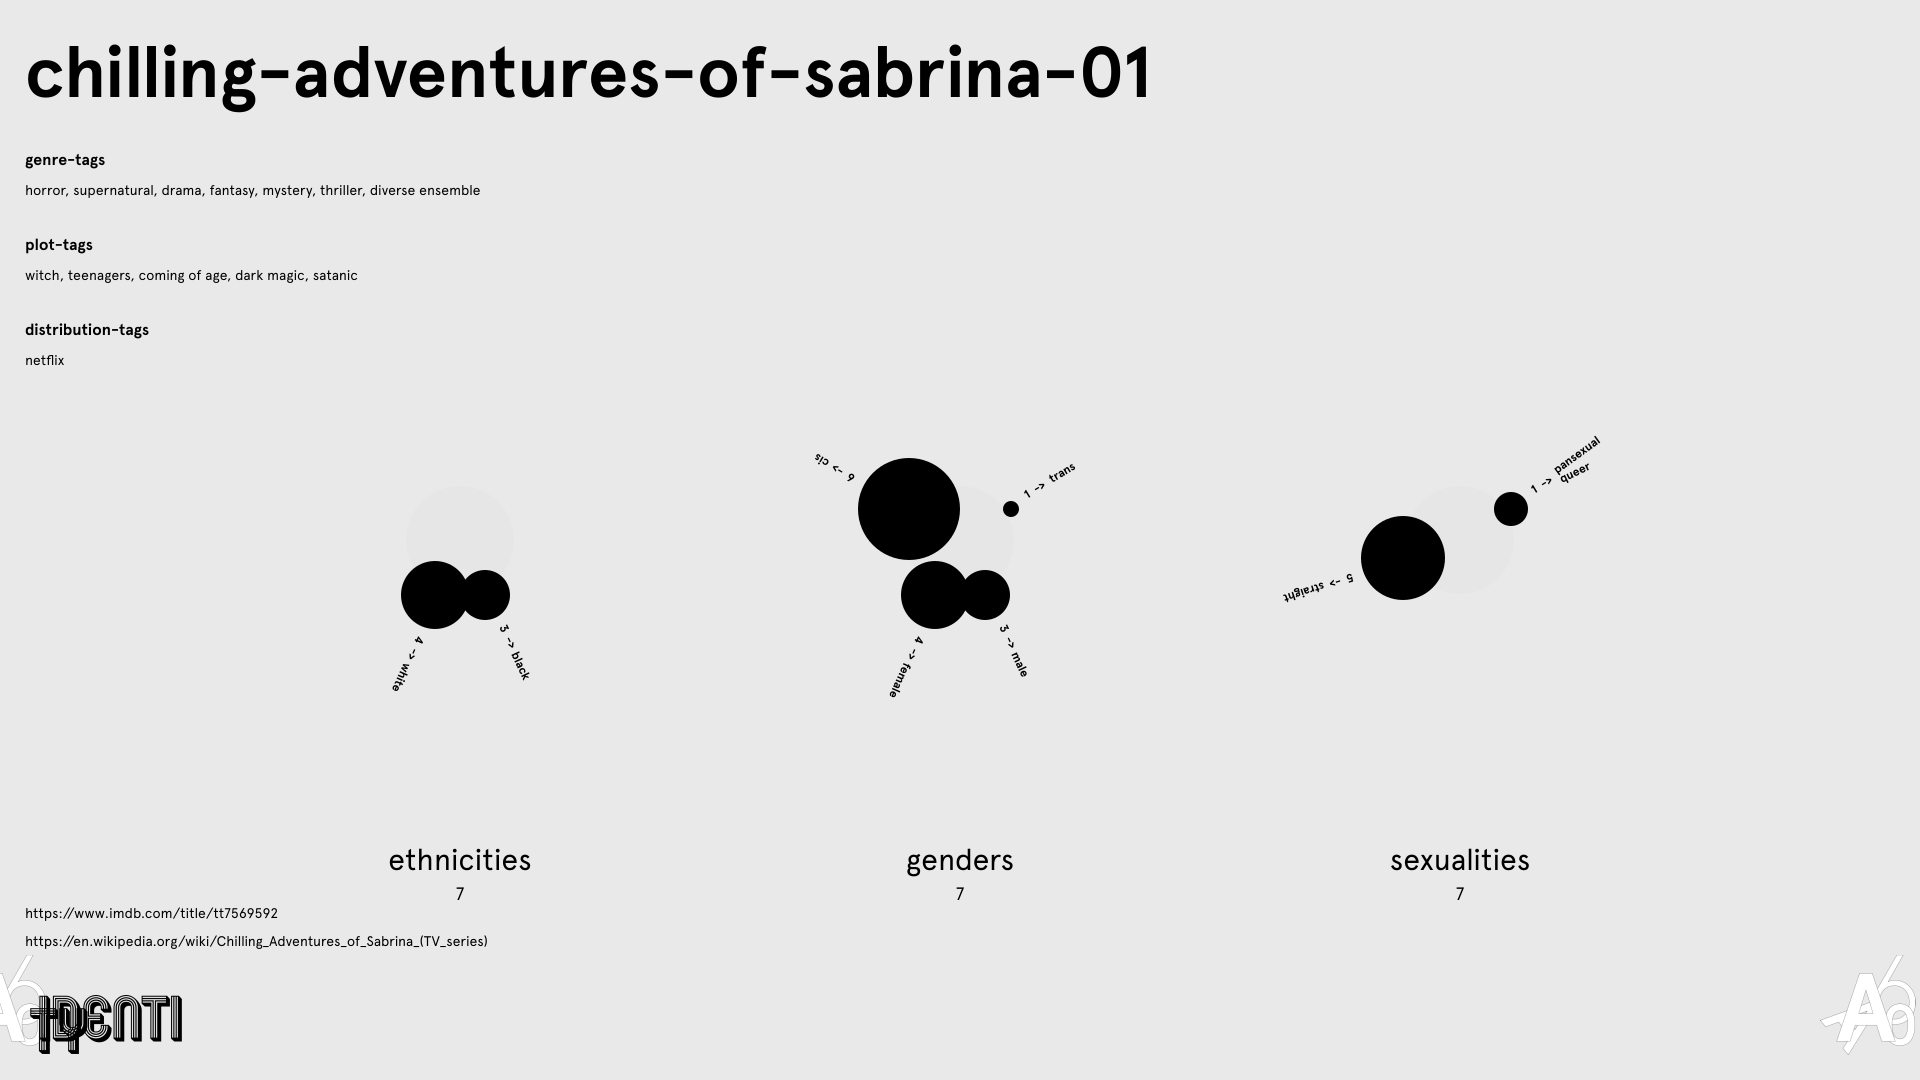 chilling-adventures-of-sabrina-01
genre-tags
horror, supernatural, drama, fantasy, mystery, thriller, diverse ensemble
plot-tags
witch, teenagers, coming of age, dark magic, satanic
distribution-tags
netflix
4 -> white
3 -> black
6 -> cis
1 -> trans
4 -> female
3 -> male
5 -> straight
1 -> pansexual
queer
ethnicities
7
genders
7
sexualities
7
https://www.imdb.com/title/tt7569592
https://en.wikipedia.org/wiki/Chilling_Adventures_of_Sabrina_(TV_series)
IDENTI